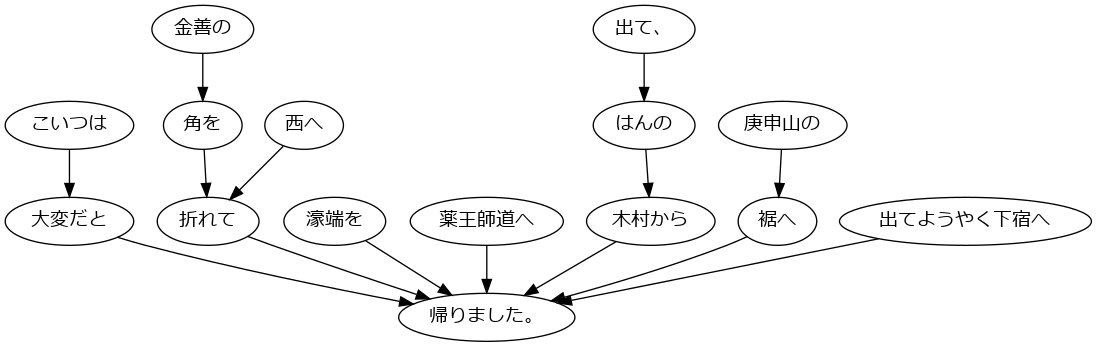 金善の
出て、
こいつは
角を
西へ
はんの
庚申山の
大変だと
折れて
濠端を
薬王師道へ
木村から
裾へ
出てようやく下宿へ
帰りました。